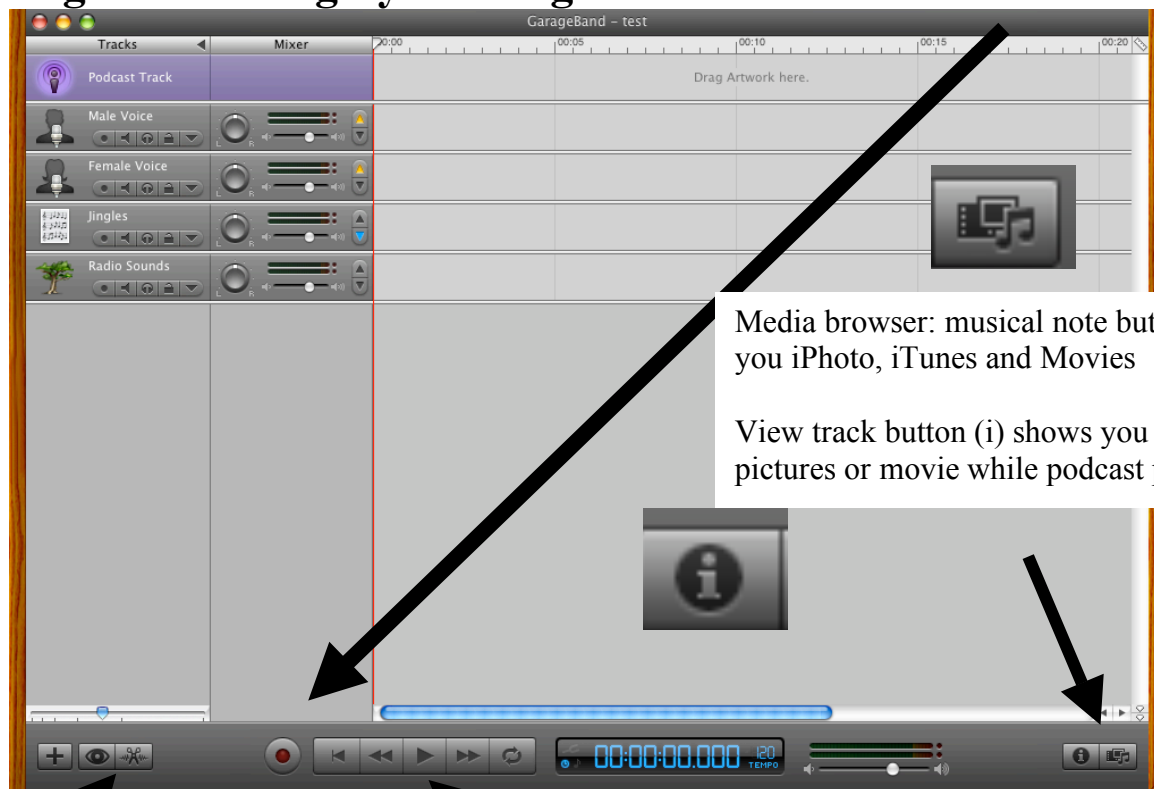 GarageBand – test
Tracks Mixer 00:05 00:10 00:15 00:20
Podcast Track Drag Artwork here.
Male Voice
L R
Female Voice
L R
Jingles
L R
Radio Sounds
L R
Media browser: musical note but
you iPhoto, iTunes and Movies
View track button (i) shows you
pictures or movie while podcast
00:00:00.000 120
TEMPO